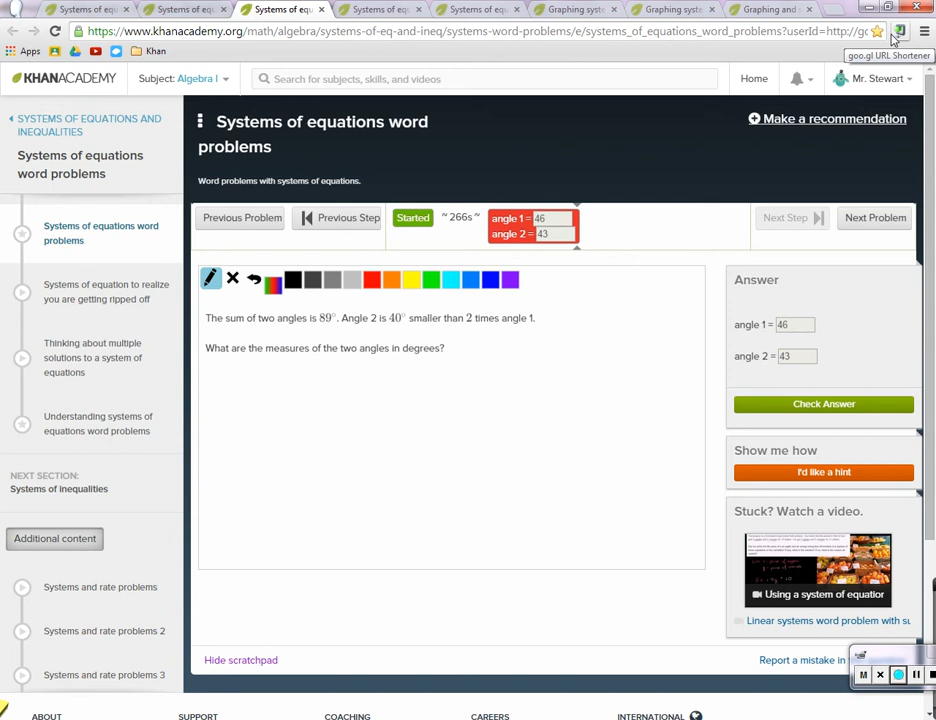 Systems of equ
Systems of equ
Systems of equ
Systems of equ
Systems of equ
Graphing syst
Graphing syst
Graphing and s
https://www.khanacademy.org/math/algebra/systems-of-eq-and-ineq/systems-word-problems/e/systems_of_equations_word_problems?userId=http://gc
Apps
Khan
goo.gl URL Shortener
KHANACADEMY
Subject: Algebra I
Search for subjects, skills, and videos
Home
Mr. Stewart
SYSTEMS OF EQUATIONS AND
INEQUALITIES
Systems of equations
word problems
Systems of equations word
problems
Systems of equation to realize
you are getting ripped off
Thinking about multiple
solutions to a system of
equations
Understanding systems of
equations word problems
NEXT SECTION:
Systems of inequalities
Additional content
Systems and rate problems
Systems and rate problems 2
Systems and rate problems 3
Systems of equations word
problems
Make a recommendation
Word problems with systems of equations.
Previous Problem
Previous Step
Started
~ 266s ~
angle 1 = 46
angle 2 = 43
Next Step
Next Problem
The sum of two angles is 89°. Angle 2 is 40° smaller than 2 times angle 1.
What are the measures of the two angles in degrees?
Hide scratchpad
Answer
angle 1 = 46
angle 2 = 43
Check Answer
Show me how
I'd like a hint
Stuck? Watch a video.
Using a system of equation
Linear systems word problem with su
Report a mistake in
M
ABOUT
SUPPORT
COACHING
CAREERS
INTERNATIONAL